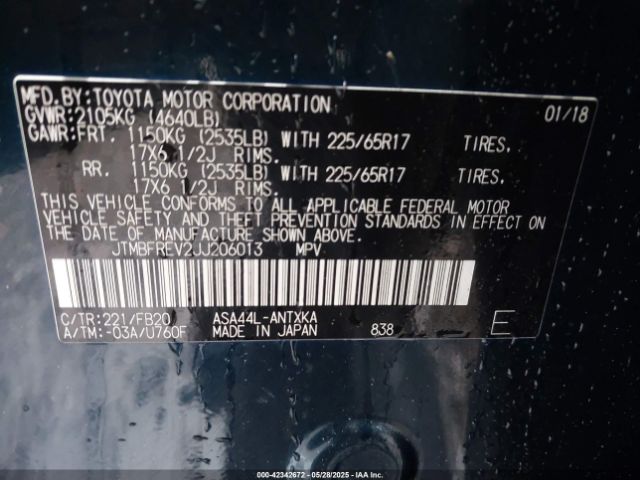 MFD.BY:TOYOTA MOTOR CORPORATION 01/18
GVWR:2105KG (4640LB)
GAWR:FRT. 1150KG (2535LB) WITH 225/65R17 TIRES.
17X6 1/2J RIMS.
RR. 1150KG (2535LB) WITH 225/65R17 TIRES.
17X6 1/2J RIMS.
THIS VEHICLE CONFORMS TO ALL APPLICABLE FEDERAL MOTOR
VEHICLE SAFETY AND THEFT PREVENTION STANDARDS IN EFFECT ON
THE DATE OF MANUFACTURE SHOWN ABOVE.
JTMBFREV2JJ206013 MPV
C/TR:221/FB20 ASA44L-ANTXKA
A/TM:-03A/U760F MADE IN JAPAN 838 E
000-42342672 - 05/28/2025 - IAA Inc.